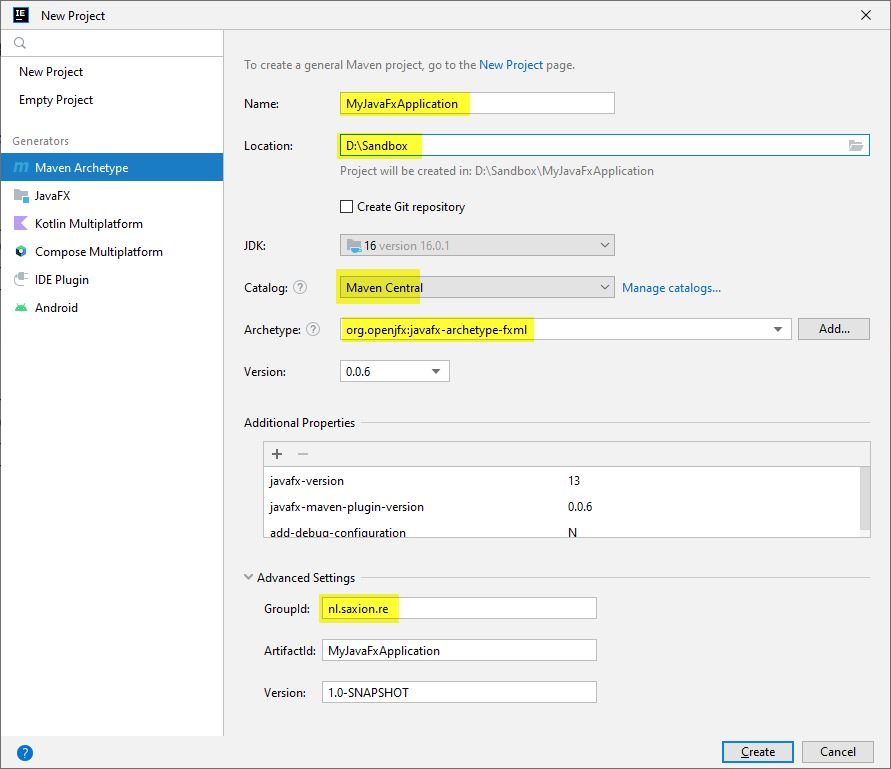 IE
New Project
New Project
Empty Project
Generators
m Maven Archetype
JavaFX
Kotlin Multiplatform
Compose Multiplatform
IDE Plugin
Android
To create a general Maven project, go to the New Project page.
Name: MyJavaFxApplication
Location: D:\Sandbox
Project will be created in: D:\Sandbox\MyJavaFxApplication
Create Git repository
JDK: 16 version 16.0.1
Catalog: ? Maven Central Manage catalogs...
Archetype: ? org.openjfx:javafx-archetype-fxml Add...
Version: 0.0.6
Additional Properties
javafx-version 13
javafx-maven-plugin-version 0.0.6
add-debug-configuration N
Advanced Settings
GroupId: nl.saxion.re
ArtifactId: MyJavaFxApplication
Version: 1.0-SNAPSHOT
? Create Cancel